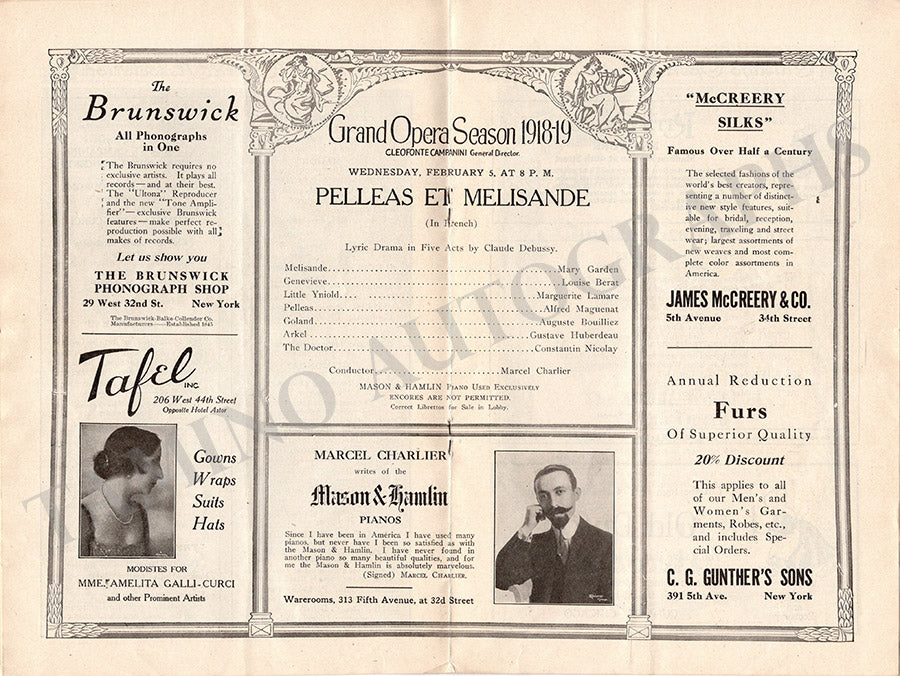 The
Brunswick
All Phonographs
in One
The Brunswick requires no
exclusive artists. It plays all
records—and at their best.
The "Ultona" Reproducer
and the new "Tone Ampli-
fier"—exclusive Brunswick
features—make perfect re-
production possible with all
makes of records.
Let us show you
THE BRUNSWICK
PHONOGRAPH SHOP
29 West 32nd St. New York
The Brunswick-Balke-Collender Co.
Manufacturers—Established 1845
Tafel INC.
206 West 44th Street
Opposite Hotel Astor
Gowns
Wraps
Suits
Hats
MODISTES FOR
MME. AMELITA GALLI-CURCI
and other Prominent Artists
Grand Opera Season 1918-19
CLEOFONTE CAMPANINI General Director.
WEDNESDAY, FEBRUARY 5, AT 8 P. M.
PELLEAS ET MELISANDE
(In French)
Lyric Drama in Five Acts by Claude Debussy.
Melisande..........Mary Garden
Genevieve..........Louise Berat
Little Yniold..........Marguerite Lamare
Pelleas..........Alfred Maguenat
Goland..........Auguste Bouilliez
Arkel..........Gustave Huberdeau
The Doctor..........Constantin Nicolay
Conductor..........Marcel Charlier
MASON & HAMLIN PIANO USED EXCLUSIVELY
ENCORES ARE NOT PERMITTED.
Correct Librettos for Sale in Lobby.
MARCEL CHARLIER
writes of the
Mason & Hamlin
PIANOS
Since I have been in America I have used many
pianos, but never have I been so satisfied as with
the Mason & Hamlin. I have never found in
another piano so many beautiful qualities, and for
me the Mason & Hamlin is absolutely marvelous.
(Signed) MARCEL CHARLIER.
Warerooms, 313 Fifth Avenue, at 32d Street
"McCREERY
SILKS"
Famous Over Half a Century
The selected fashions of the
world's best creators, repre-
senting a number of distinct-
ive new style features, suit-
able for bridal, reception,
evening, traveling and street
wear; largest assortments of
new weaves and most com-
plete color assortments in
America.
JAMES McCREERY & CO.
5th Avenue 34th Street
Annual Reduction
Furs
Of Superior Quality
20% Discount
This applies to all
of our Men's and
Women's Gar-
ments, Robes, etc.,
and includes Spe-
cial Orders.
C. G. GUNTHER'S SONS
391 5th Ave. New York
TAMINO AUTOGRAPHS